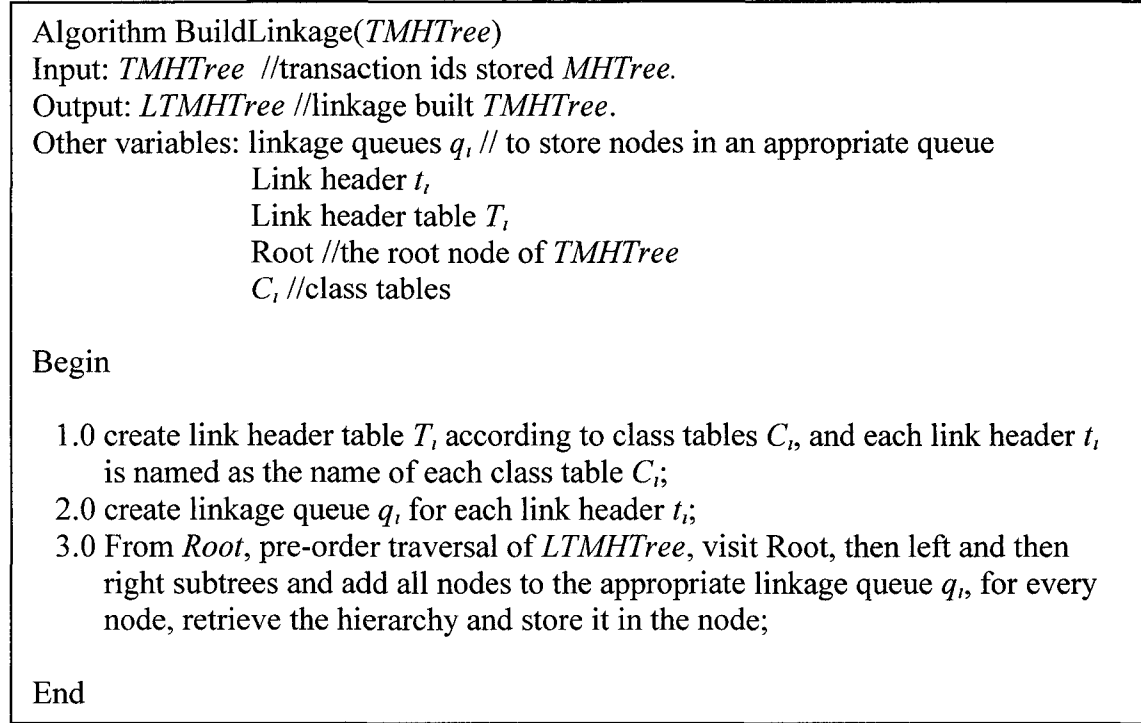 Algorithm BuildLinkage(TMHTree)
Input: TMHTree //transaction ids stored MHTree.
Output: LTMHTree //linkage built TMHTree.
Other variables: linkage queues qᵢ // to store nodes in an appropriate queue
Link header tᵢ
Link header table Tᵢ
Root //the root node of TMHTree
Cᵢ //class tables
Begin
1.0 create link header table Tᵢ according to class tables Cᵢ, and each link header tᵢ
is named as the name of each class table Cᵢ;
2.0 create linkage queue qᵢ for each link header tᵢ;
3.0 From Root, pre-order traversal of LTMHTree, visit Root, then left and then
right subtrees and add all nodes to the appropriate linkage queue qᵢ, for every
node, retrieve the hierarchy and store it in the node;
End